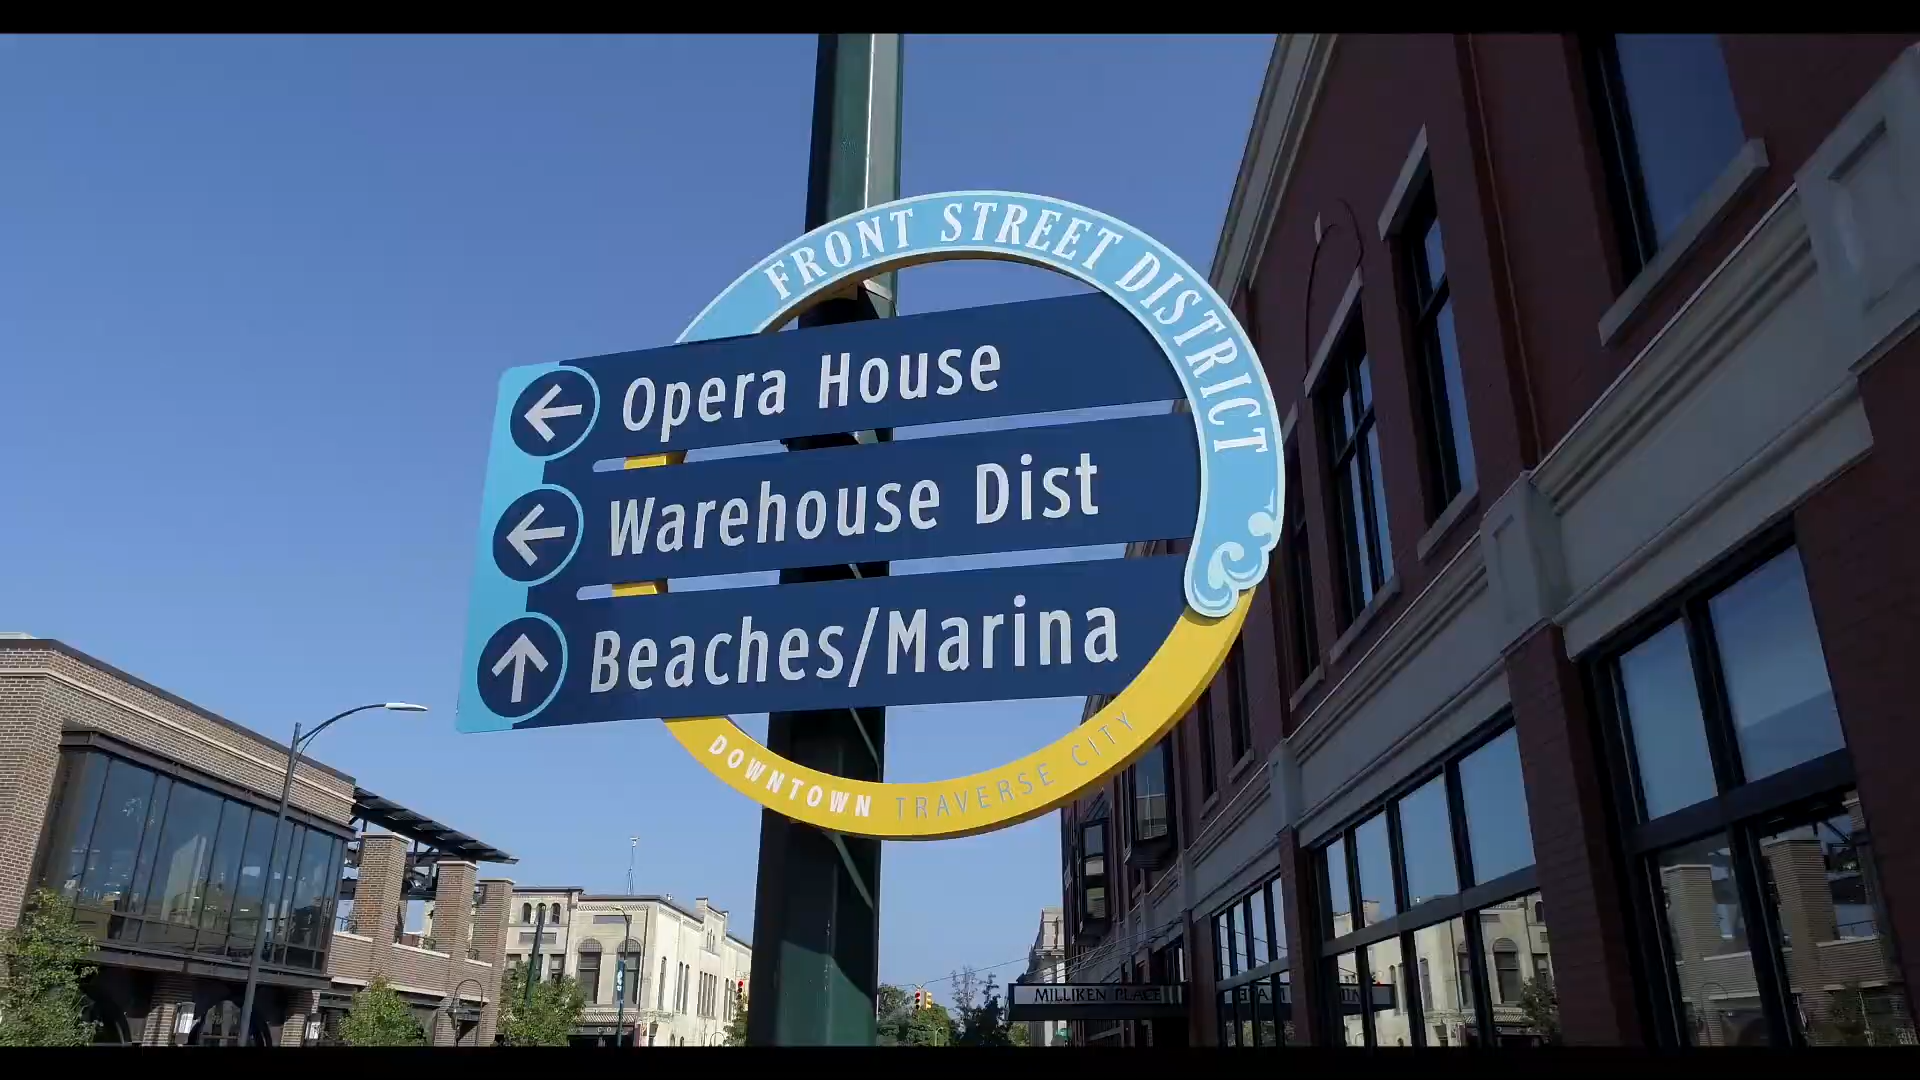 FRONT STREET DISTRICT
Opera House
Warehouse Dist
Beaches/Marina
DOWNTOWN TRAVERSE CITY
MILLIKEN PLACE